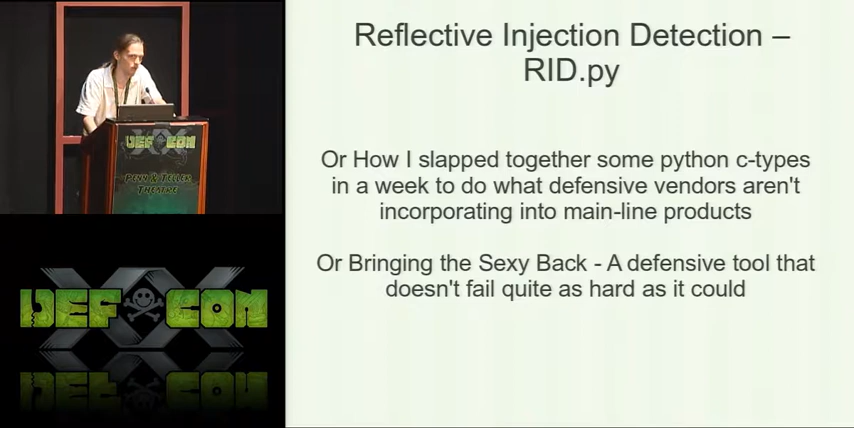 Reflective Injection Detection –
RID.py
Or How I slapped together some python c-types
in a week to do what defensive vendors aren't
incorporating into main-line products
Or Bringing the Sexy Back - A defensive tool that
doesn't fail quite as hard as it could
DEF CON
PENN & TELLER
THEATRE
XX
DEF CON